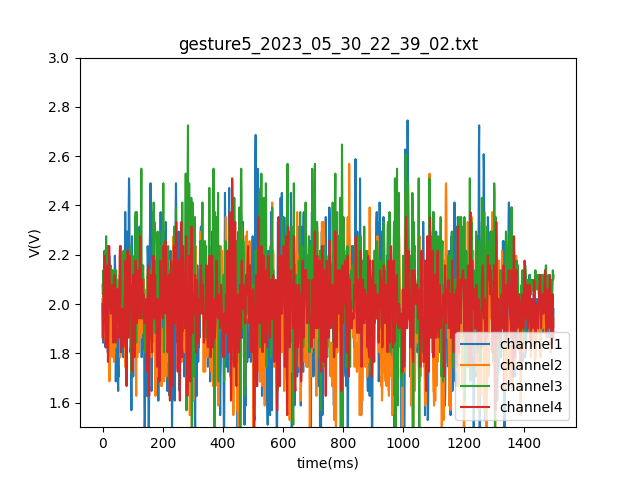 gesture5_2023_05_30_22_39_02.txt
3.0
2.8
2.6
2.4
2.2
2.0
1.8
1.6
V(V)
channel1
channel2
channel3
channel4
0 200 400 600 800 1000 1200 1400
time(ms)